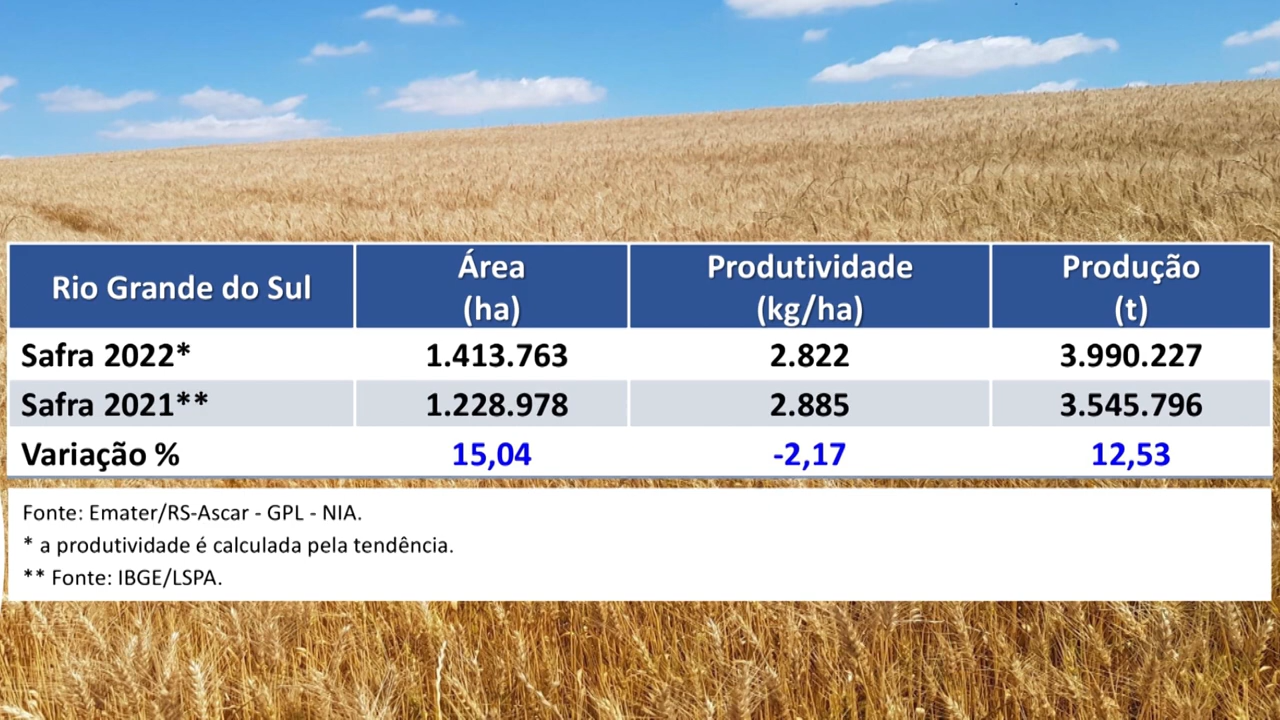 Rio Grande do Sul
Área
(ha)
Produtividade
(kg/ha)
Produção
(t)
Safra 2022* 1.413.763 2.822 3.990.227
Safra 2021** 1.228.978 2.885 3.545.796
Variação % 15,04 -2,17 12,53
Fonte: Emater/RS-Ascar - GPL - NIA.
* a produtividade é calculada pela tendência.
** Fonte: IBGE/LSPA.